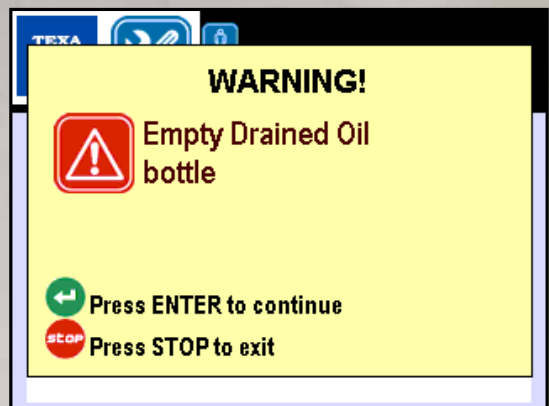 TEXA
WARNING!
Empty Drained Oil
bottle
Press ENTER to continue
stop
Press STOP to exit